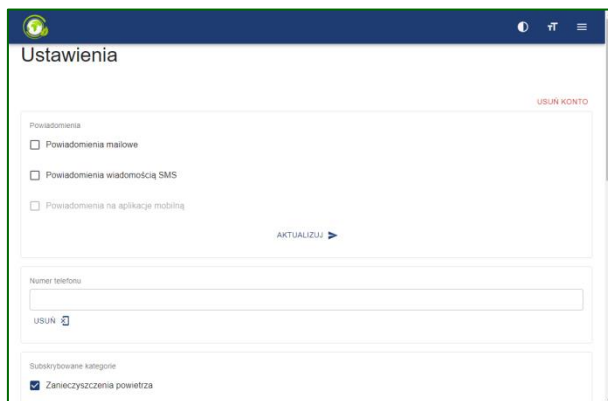 Ustawienia
USUŃ KONTO
Powiadomienia
Powiadomienia mailowe
Powiadomienia wiadomością SMS
Powiadomienia na aplikacje mobilną
AKTUALIZUJ
Numer telefonu
USUŃ
Subskrybowane kategorie
Zanieczyszczenia powietrza